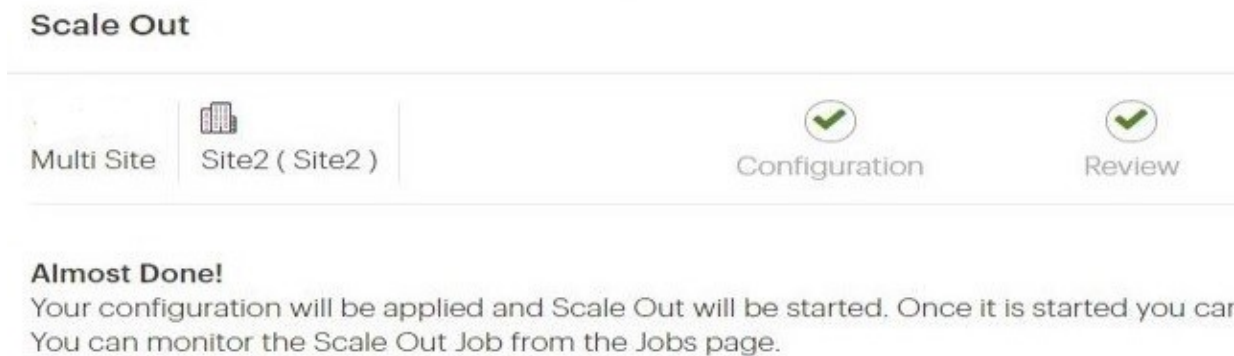 Scale Out
Multi Site
Site2 ( Site2 )
Configuration
Review
Almost Done!
Your configuration will be applied and Scale Out will be started. Once it is started you
You can monitor the Scale Out Job from the Jobs page.